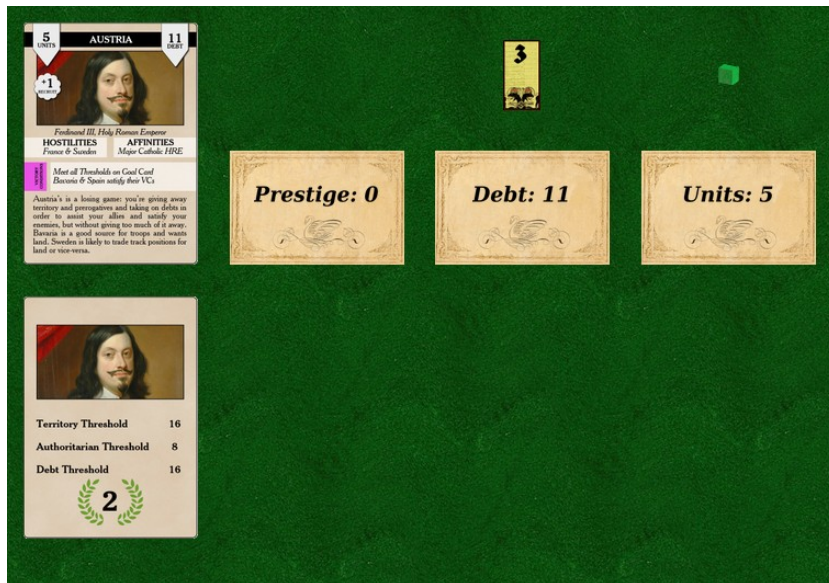 5
UNITS
AUSTRIA
11
DEBT
+1
RECRUIT
Ferdinand III, Holy Roman Emperor
HOSTILITIES
France & Sweden
AFFINITIES
Major Catholic HRE
Meet all Thresholds on Goal Card
Bavaria & Spain satisfy their VCs
Austria's is a losing game: you're giving away
territory and prerogatives and taking on debts in
order to assist your allies and satisfy your
enemies, but without giving too much of it away.
Bavaria is a good source for troops and wants
land. Sweden is likely to trade track positions for
land or vice-versa.
3
Prestige: 0
Debt: 11
Units: 5
Territory Threshold 16
Authoritarian Threshold 8
Debt Threshold 16
2